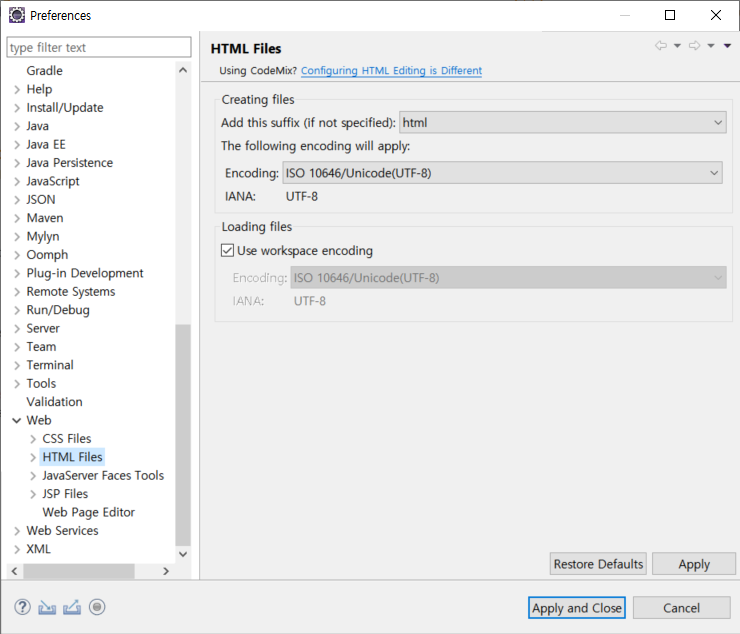 Preferences
type filter text
Gradle
Help
Install/Update
Java
Java EE
Java Persistence
JavaScript
JSON
Maven
Mylyn
Oomph
Plug-in Development
Remote Systems
Run/Debug
Server
Team
Terminal
Tools
Validation
Web
CSS Files
HTML Files
JavaServer Faces Tools
JSP Files
Web Page Editor
Web Services
XML
HTML Files
Using CodeMix? Configuring HTML Editing is Different
Creating files
Add this suffix (if not specified): html
The following encoding will apply:
Encoding: ISO 10646/Unicode(UTF-8)
IANA: UTF-8
Loading files
Use workspace encoding
Encoding: ISO 10646/Unicode(UTF-8)
IANA: UTF-8
Restore Defaults Apply
? Apply and Close Cancel